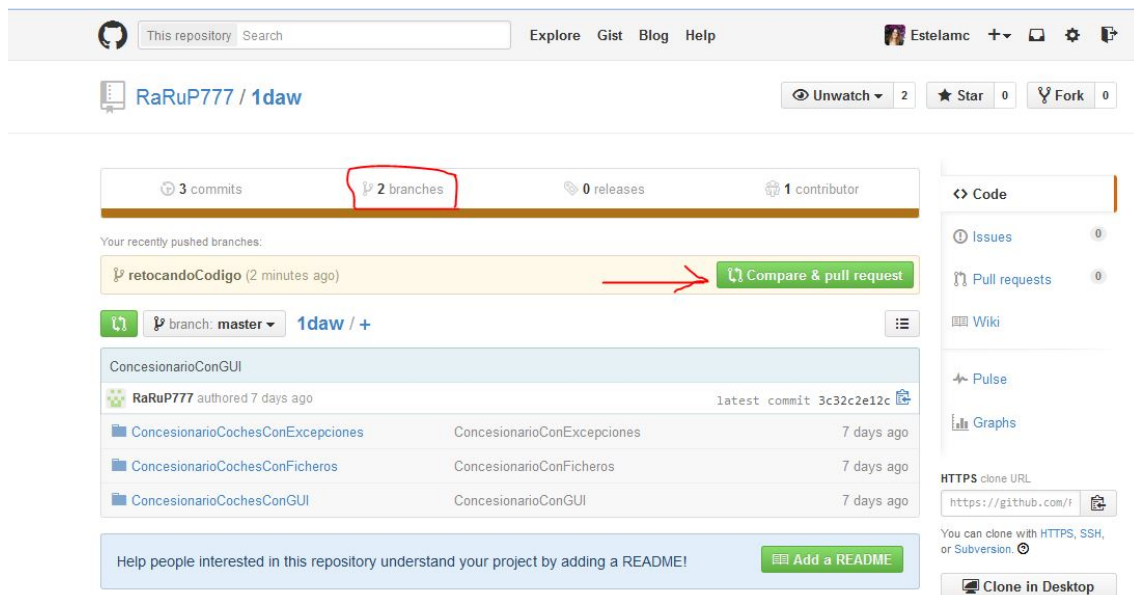 This repository Search Explore Gist Blog Help Estelamc
RaRuP777 / 1daw Unwatch 2 Star 0 Fork 0
3 commits 2 branches 0 releases 1 contributor
Your recently pushed branches:
retocandoCodigo (2 minutes ago) Compare & pull request
branch: master 1daw / +
ConcesionarioConGUI
RaRuP777 authored 7 days ago latest commit 3c32c2e12c
ConcesionarioCochesConExcepciones ConcesionarioConExcepciones 7 days ago
ConcesionarioCochesConFicheros ConcesionarioConFicheros 7 days ago
ConcesionarioCochesConGUI ConcesionarioConGUI 7 days ago
Help people interested in this repository understand your project by adding a README! Add a README
<> Code
Issues 0
Pull requests 0
Wiki
Pulse
Graphs
HTTPS clone URL
https://github.com/
You can clone with HTTPS, SSH,
or Subversion.
Clone in Desktop